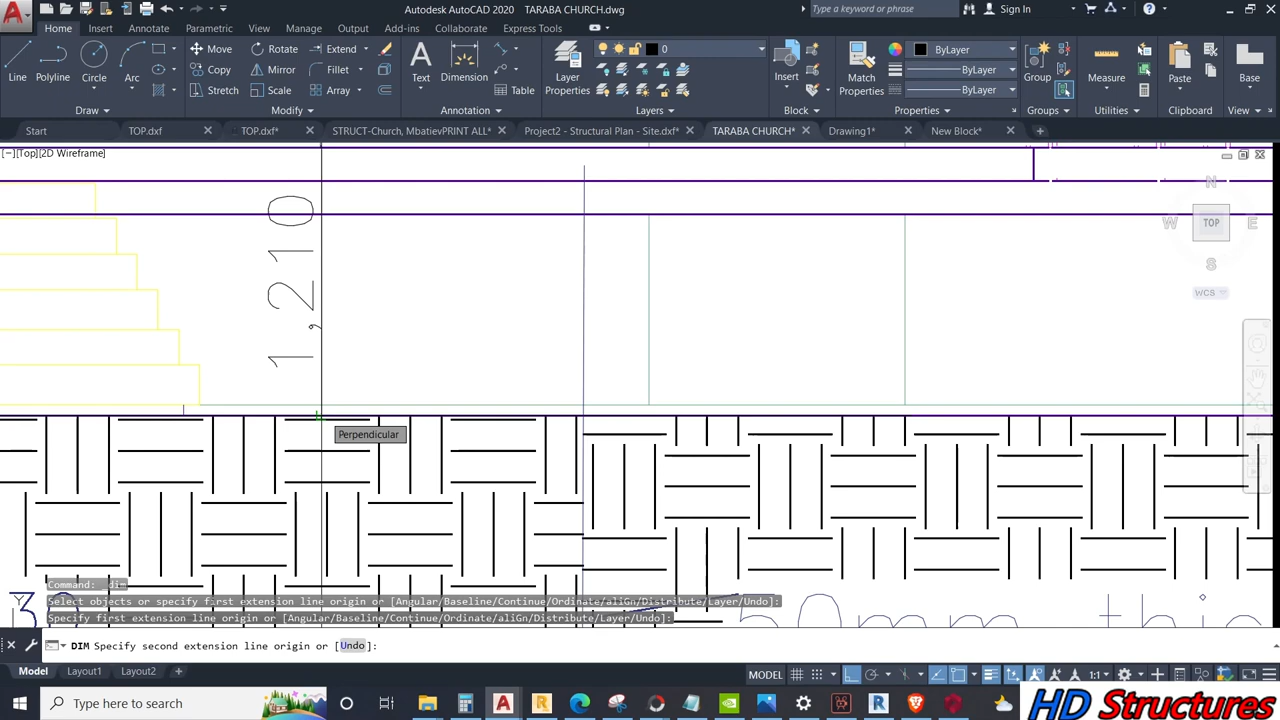 Autodesk AutoCAD 2020 TARABA CHURCH.dwg
Type a keyword or phrase
Sign In
Home Insert Annotate Parametric View Manage Output Add-ins Collaborate Express Tools
Line Polyline Circle Arc
Move Rotate Extend
Copy Mirror Fillet
Stretch Scale Array
Text Dimension
Table
Layer Properties
0
Insert
Match Properties
ByLayer
ByLayer
ByLayer
Group
Measure
Paste
Base
Draw Modify Annotation Layers Block Properties Groups Utilities Clipboard View
Start TOP.dxf TOP.dxf* STRUCT-Church, MbatievPRINT ALL* Project2 - Structural Plan - Site.dxf* TARABA CHURCH* Drawing1* New Block*
[−][Top][2D Wireframe]
N
W TOP E
S
WCS
1,210
Perpendicular
Command: dim
Select objects or specify first extension line origin or [Angular/Baseline/Continue/Ordinate/aliGn/Distribute/Layer/Undo]:
Specify first extension line origin or [Angular/Baseline/Continue/Ordinate/aliGn/Distribute/Layer/Undo]:
DIM Specify second extension line origin or [Undo]:
Model Layout1 Layout2
MODEL 1:1
Type here to search
HD Structures